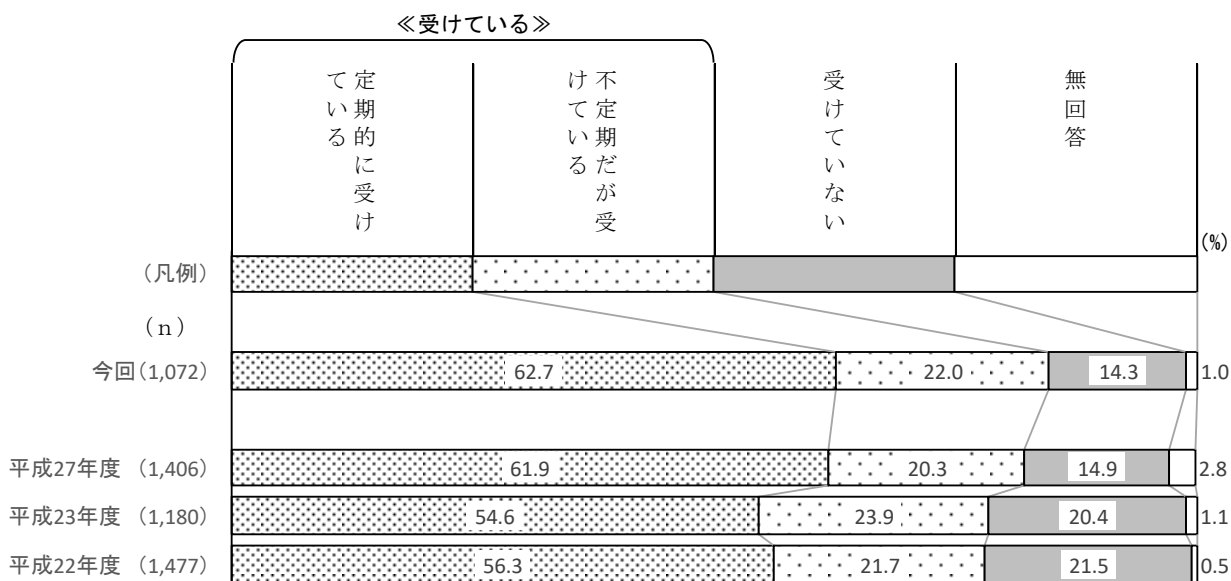 ≪受けている≫
定期的に受け
ている
不定期だが受
けている
受けていない
無回答
(%)
（凡例）
（ｎ）
今回(1,072) 62.7 22.0 14.3 1.0
平成27年度 (1,406) 61.9 20.3 14.9 2.8
平成23年度 (1,180) 54.6 23.9 20.4 1.1
平成22年度 (1,477) 56.3 21.7 21.5 0.5